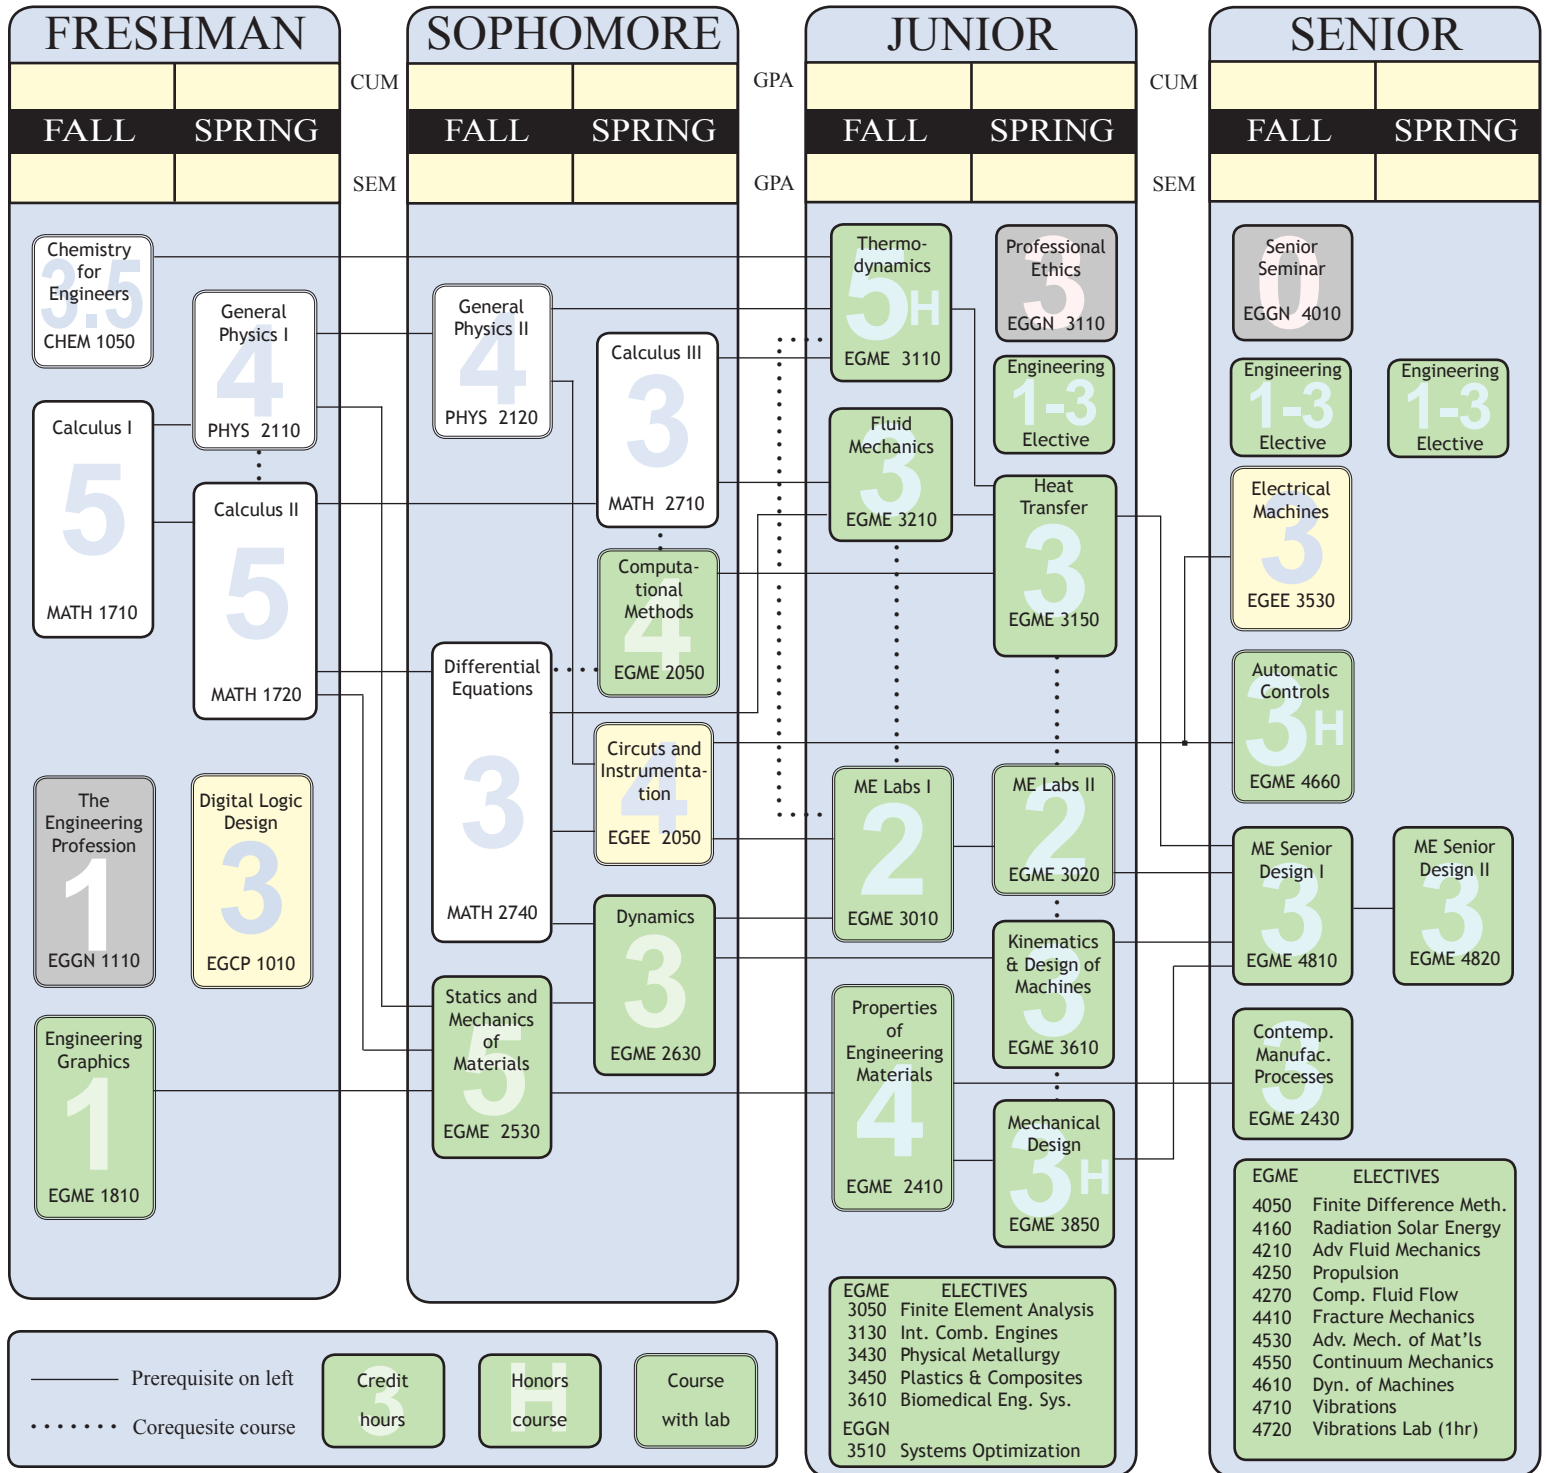 FRESHMAN
FALL SPRING
Chemistry
for
Engineers
3.5
CHEM 1050
General
Physics I
4
PHYS 2110
Calculus I
5
MATH 1710
Calculus II
5
MATH 1720
The
Engineering
Profession
1
EGGN 1110
Digital Logic
Design
3
EGCP 1010
Engineering
Graphics
1
EGME 1810
CUM
SEM
SOPHOMORE
FALL SPRING
General
Physics II
4
PHYS 2120
Calculus III
3
MATH 2710
Computa-
tional
Methods
4
EGME 2050
Differential
Equations
3
MATH 2740
Circuts and
Instrumenta-
tion
4
EGEE 2050
Dynamics
3
EGME 2630
Statics and
Mechanics
of
Materials
5
EGME 2530
GPA
GPA
JUNIOR
FALL SPRING
Thermo-
dynamics
5H
EGME 3110
Professional
Ethics
3
EGGN 3110
Engineering
1-3
Elective
Fluid
Mechanics
3
EGME 3210
Heat
Transfer
3
EGME 3150
ME Labs I
2
EGME 3010
ME Labs II
2
EGME 3020
Kinematics
& Design of
Machines
3
EGME 3610
Properties
of
Engineering
Materials
4
EGME 2410
Mechanical
Design
3H
EGME 3850
EGME ELECTIVES
3050 Finite Element Analysis
3130 Int. Comb. Engines
3430 Physical Metallurgy
3450 Plastics & Composites
3610 Biomedical Eng. Sys.
EGGN
3510 Systems Optimization
CUM
SEM
SENIOR
FALL SPRING
Senior
Seminar
0
EGGN 4010
Engineering
1-3
Elective
Engineering
1-3
Elective
Electrical
Machines
3
EGEE 3530
Automatic
Controls
3H
EGME 4660
ME Senior
Design I
3
EGME 4810
ME Senior
Design II
3
EGME 4820
Contemp.
Manufac.
Processes
3
EGME 2430
EGME ELECTIVES
4050 Finite Difference Meth.
4160 Radiation Solar Energy
4210 Adv Fluid Mechanics
4250 Propulsion
4270 Comp. Fluid Flow
4410 Fracture Mechanics
4530 Adv. Mech. of Mat'ls
4550 Continuum Mechanics
4610 Dyn. of Machines
4710 Vibrations
4720 Vibrations Lab (1hr)
Prerequisite on left
Corequesite course
Credit
3
hours
Honors
H
course
Course
with lab